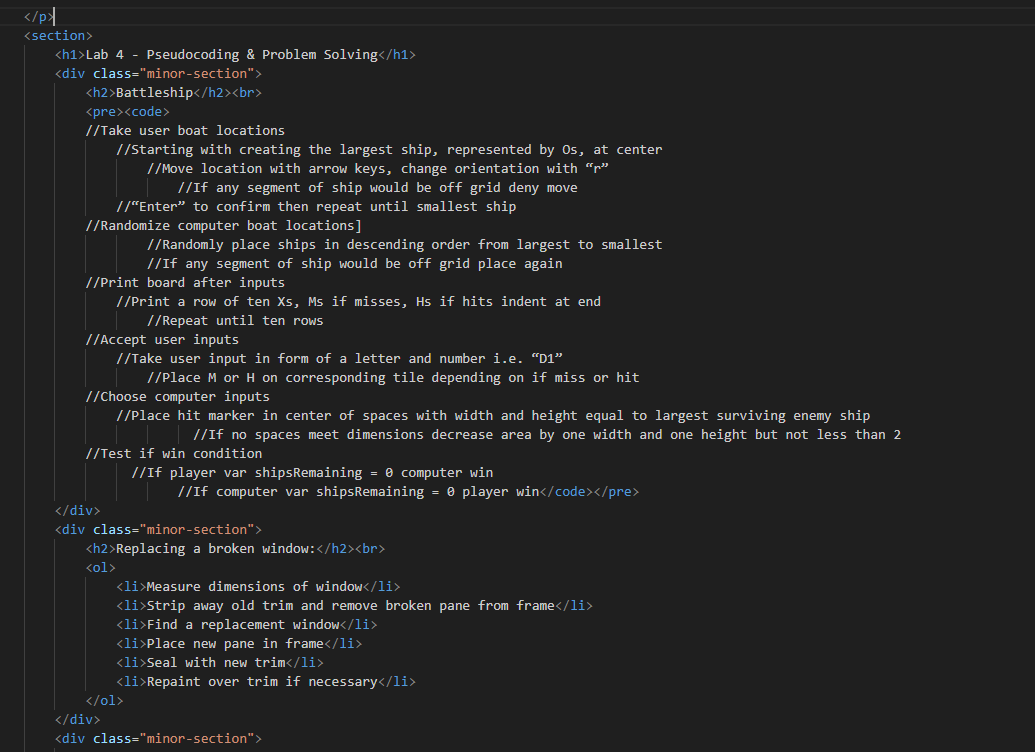 </p>
<section>
<h1>Lab 4 - Pseudocoding & Problem Solving</h1>
<div class="minor-section">
<h2>Battleship</h2><br>
<pre><code>
//Take user boat locations
//Starting with creating the largest ship, represented by Os, at center
//Move location with arrow keys, change orientation with “r”
//If any segment of ship would be off grid deny move
//“Enter” to confirm then repeat until smallest ship
//Randomize computer boat locations]
//Randomly place ships in descending order from largest to smallest
//If any segment of ship would be off grid place again
//Print board after inputs
//Print a row of ten Xs, Ms if misses, Hs if hits indent at end
//Repeat until ten rows
//Accept user inputs
//Take user input in form of a letter and number i.e. “D1”
//Place M or H on corresponding tile depending on if miss or hit
//Choose computer inputs
//Place hit marker in center of spaces with width and height equal to largest surviving enemy ship
//If no spaces meet dimensions decrease area by one width and one height but not less than 2
//Test if win condition
//If player var shipsRemaining = 0 computer win
//If computer var shipsRemaining = 0 player win</code></pre>
</div>
<div class="minor-section">
<h2>Replacing a broken window:</h2><br>
<ol>
<li>Measure dimensions of window</li>
<li>Strip away old trim and remove broken pane from frame</li>
<li>Find a replacement window</li>
<li>Place new pane in frame</li>
<li>Seal with new trim</li>
<li>Repaint over trim if necessary</li>
</ol>
</div>
<div class="minor-section">